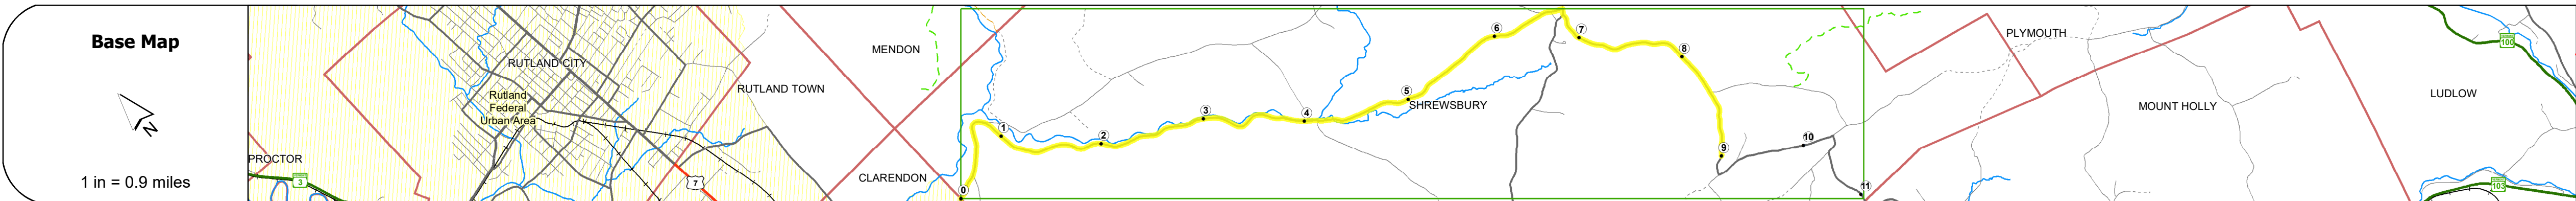 Base Map
N
1 in = 0.9 miles
PROCTOR
3
RUTLAND CITY
Rutland
Federal
Urban Area
7
RUTLAND TOWN
MENDON
CLARENDON
0
1
2
3
4
5
SHREWSBURY
6
7
8
9
10
11
PLYMOUTH
MOUNT HOLLY
LUDLOW
100
103